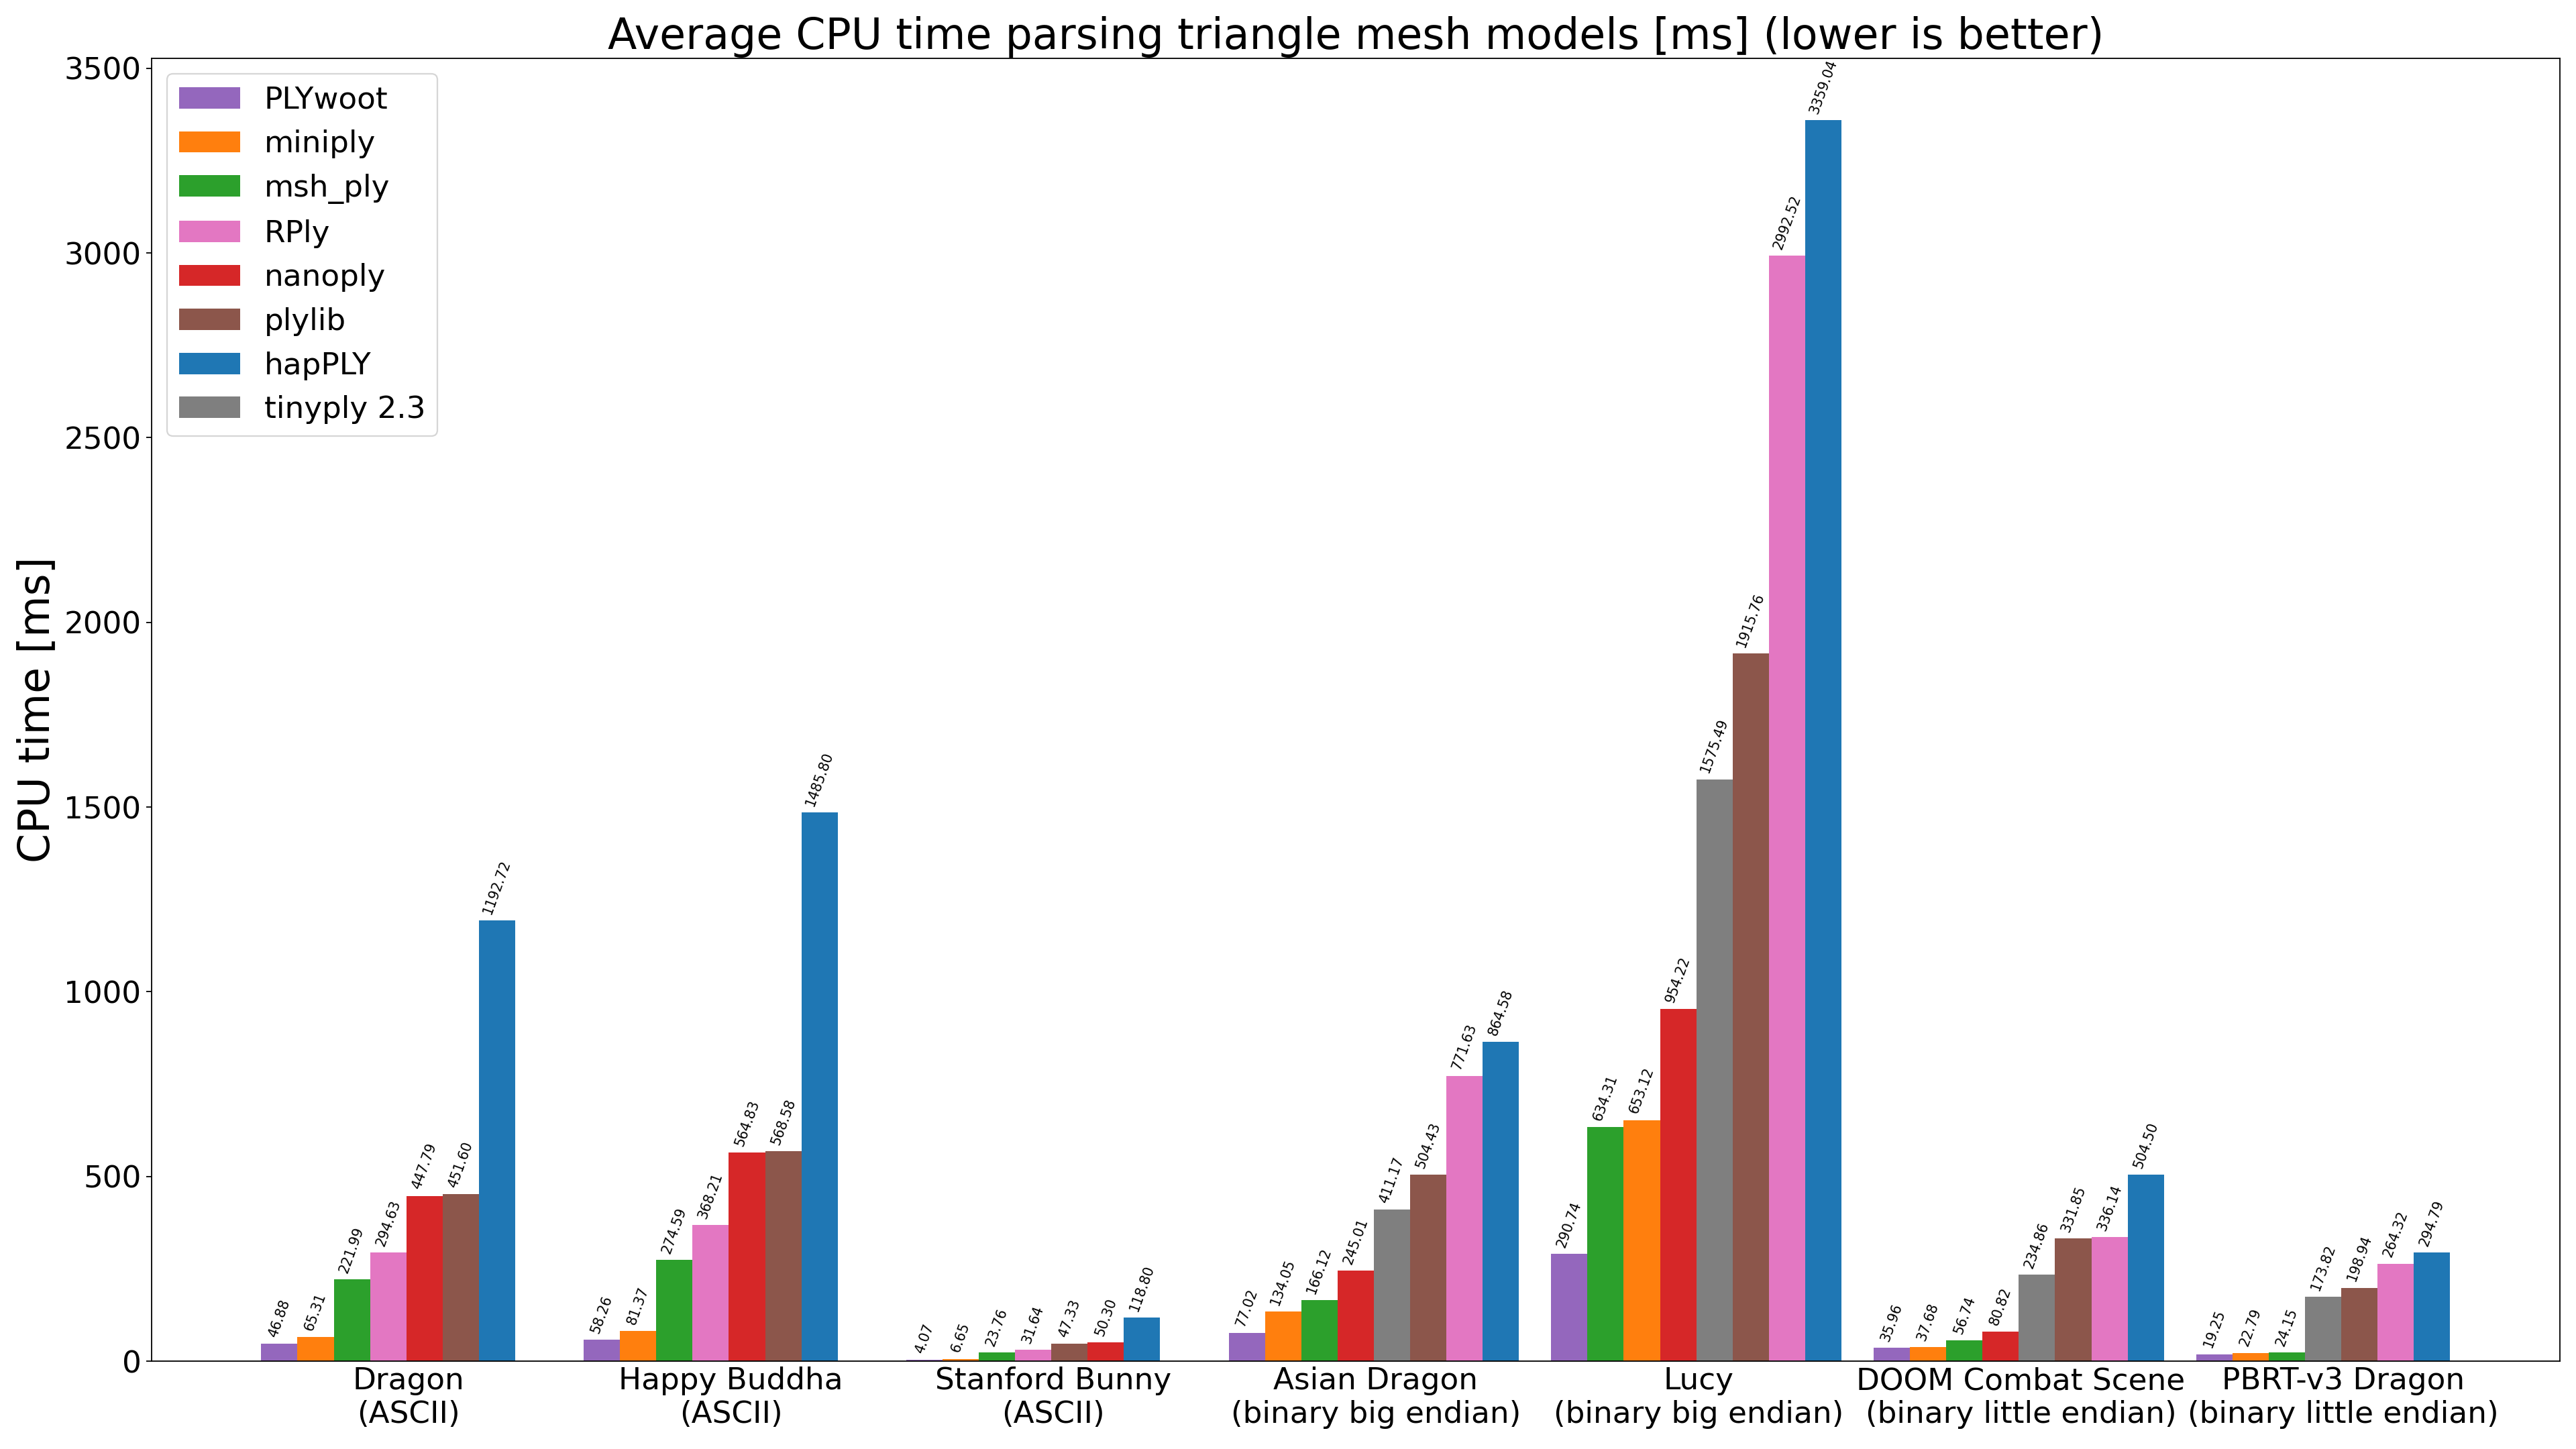 Average CPU time parsing triangle mesh models [ms] (lower is better)
CPU time [ms]
3500
3000
2500
2000
1500
1000
500
0
PLYwoot
miniply
msh_ply
RPly
nanoply
plylib
hapPLY
tinyply 2.3
46.88
65.31
221.99
294.63
447.79
451.60
1192.72
58.26
81.37
274.59
368.21
564.83
568.58
1485.80
4.07
6.65
23.76
31.64
47.33
50.30
118.80
77.02
134.05
166.12
245.01
411.17
504.43
771.63
864.58
290.74
634.31
653.12
954.22
1575.49
1915.76
2992.52
3359.04
35.96
37.68
56.74
80.82
234.86
331.85
336.14
504.50
19.25
22.79
24.15
173.82
198.94
264.32
294.79
Dragon
(ASCII)
Happy Buddha
(ASCII)
Stanford Bunny
(ASCII)
Asian Dragon
(binary big endian)
Lucy
(binary big endian)
DOOM Combat Scene
(binary little endian)
PBRT-v3 Dragon
(binary little endian)